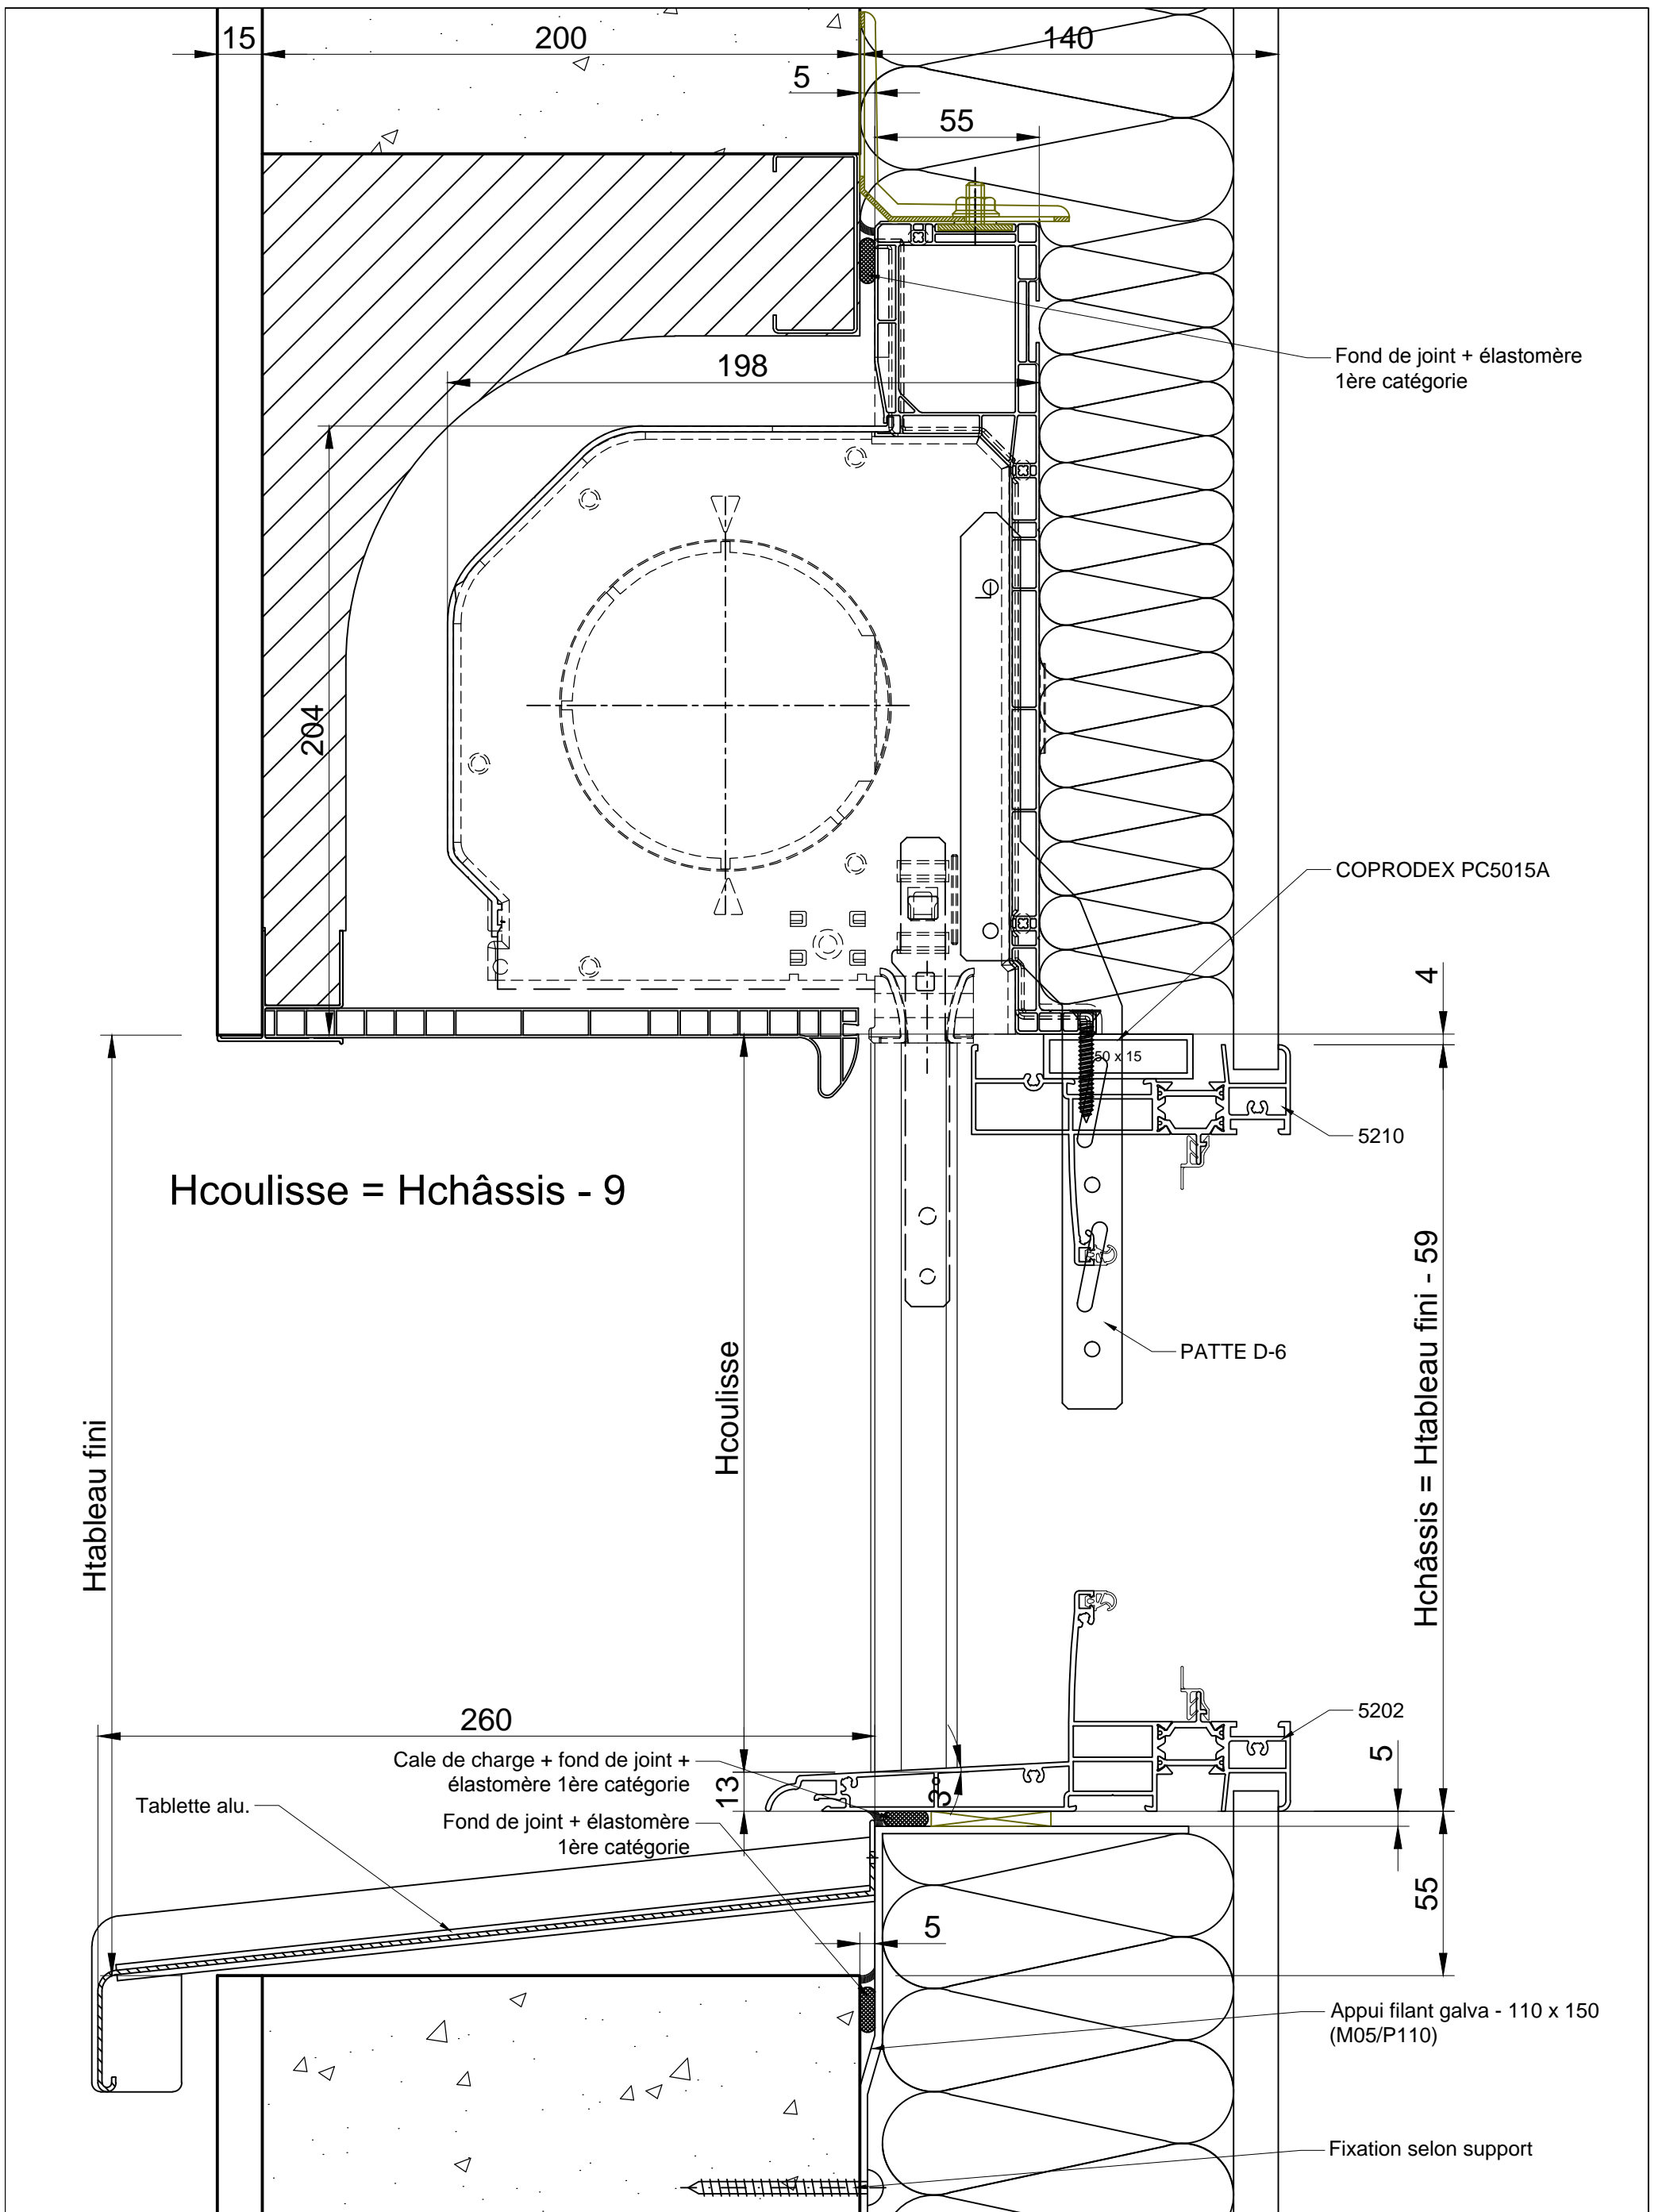 15
200
140
5
55
198
Fond de joint + élastomère
1ère catégorie
204
COPRODEX PC5015A
4
50 x 15
5210
Hcoulisse = Hchâssis - 9
PATTE D-6
Htableau fini
Hcoulisse
Hchâssis = Htableau fini - 59
260
5202
Cale de charge + fond de joint +
élastomère 1ère catégorie
13
3°
5
Tablette alu.
Fond de joint + élastomère
1ère catégorie
55
5
Appui filant galva - 110 x 150
(M05/P110)
Fixation selon support